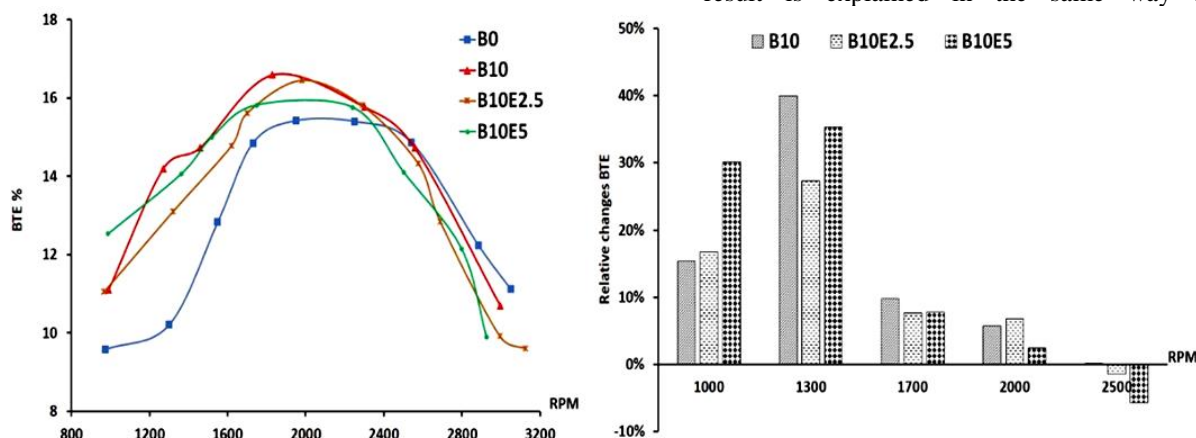 result is explained in the same way
18
16
14
12
10
8
BTE %
800 1200 1600 2000 2400 2800 3200
RPM
B0
B10
B10E2.5
B10E5
50%
40%
30%
20%
10%
0%
-10%
Relative changes BTE
B10 B10E2.5 B10E5
1000 1300 1700 2000 2500
RPM